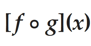 [f ∘ g](x)